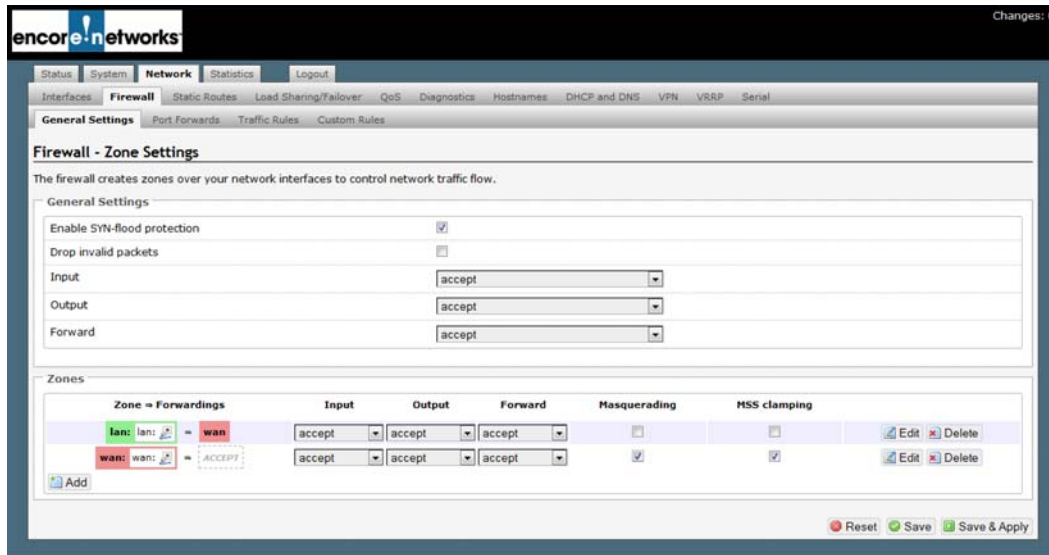 Changes:
encore!networks
Status System Network Statistics Logout
Interfaces Firewall Static Routes Load Sharing/Failover QoS Diagnostics Hostnames DHCP and DNS VPN VRRP Serial
General Settings Port Forwards Traffic Rules Custom Rules
Firewall - Zone Settings
The firewall creates zones over your network interfaces to control network traffic flow.
General Settings
Enable SYN-flood protection
Drop invalid packets
Input accept
Output accept
Forward accept
Zones
Zone ⇒ Forwardings Input Output Forward Masquerading MSS clamping
lan: lan: ⇒ wan accept accept accept Edit Delete
wan: wan: ⇒ ACCEPT accept accept accept Edit Delete
Add
Reset Save Save & Apply